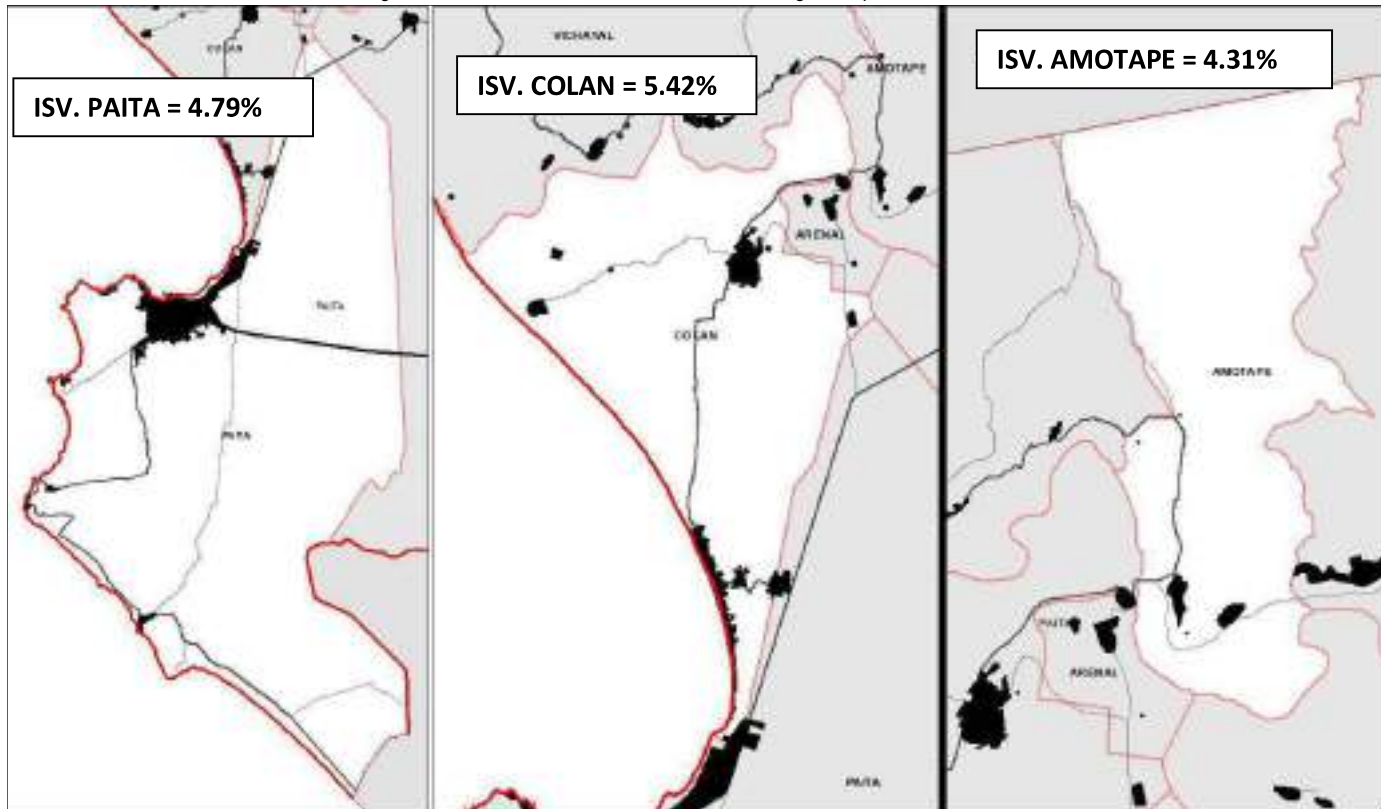 COLAN
ISV. PAITA = 4.79%
PAITA
PAITA
VICHAYAL
AMOTAPE
ISV. COLAN = 5.42%
ARENAL
COLAN
PAITA
ISV. AMOTAPE = 4.31%
AMOTAPE
PAITA
ARENAL